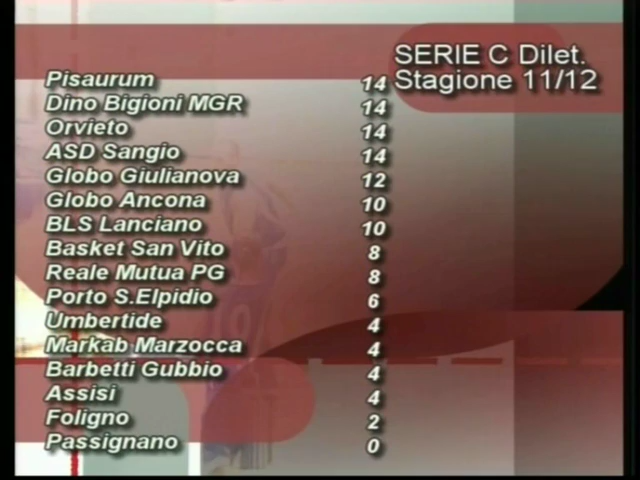 SERIE C Dilet.
Stagione 11/12
Pisaurum 14
Dino Bigioni MGR 14
Orvieto 14
ASD Sangio 14
Globo Giulianova 12
Globo Ancona 10
BLS Lanciano 10
Basket San Vito 8
Reale Mutua PG 8
Porto S.Elpidio 6
Umbertide 4
Markab Marzocca 4
Barbetti Gubbio 4
Assisi 4
Foligno 2
Passignano 0